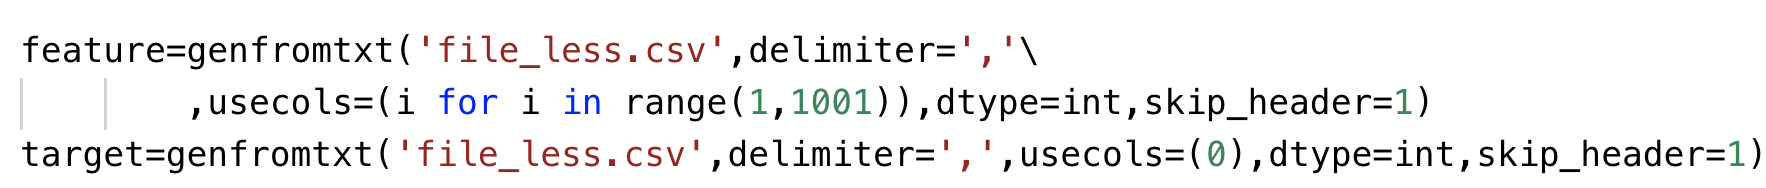 feature=genfromtxt('file_less.csv',delimiter=','\
,usecols=(i for i in range(1,1001)),dtype=int,skip_header=1)
target=genfromtxt('file_less.csv',delimiter=',',usecols=(0),dtype=int,skip_header=1)